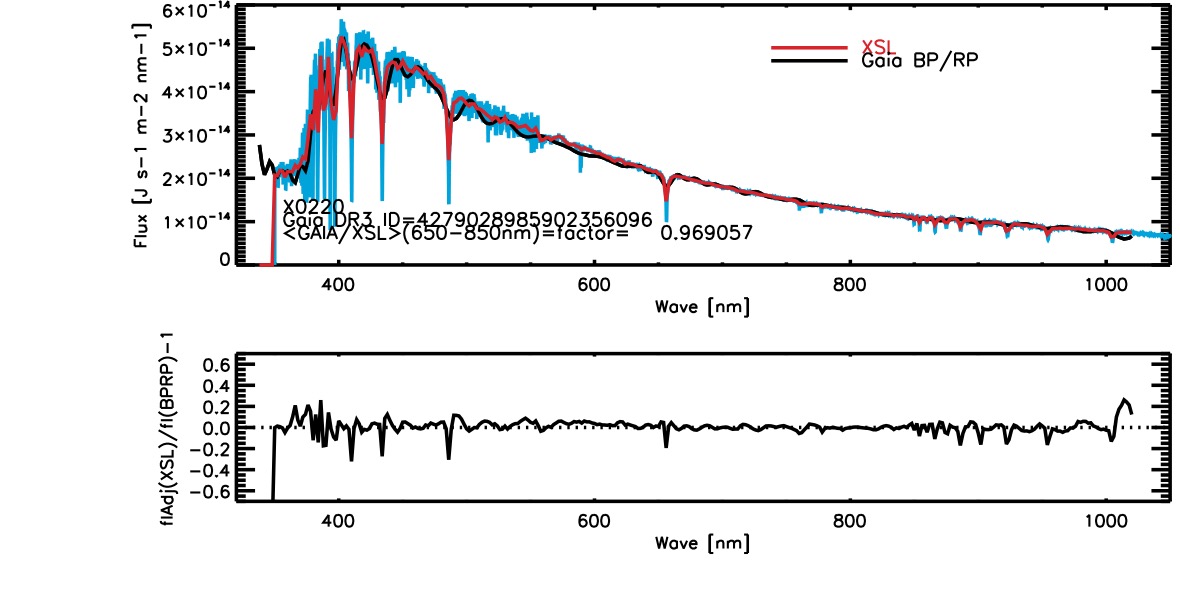 6×10−14
5×10−14
4×10−14
3×10−14
2×10−14
1×10−14
0
Flux [J s−1 m−2 nm−1]
XSL
Gaia BP/RP
X0220
Gaia DR3 ID=4279028985902356096
<GAIA/XSL>(650−850nm)=factor= 0.969057
400 600 800 1000
Wave [nm]
flAdj(XSL)/fl(BPRP)−1
0.6
0.4
0.2
0.0
−0.2
−0.4
−0.6
400 600 800 1000
Wave [nm]